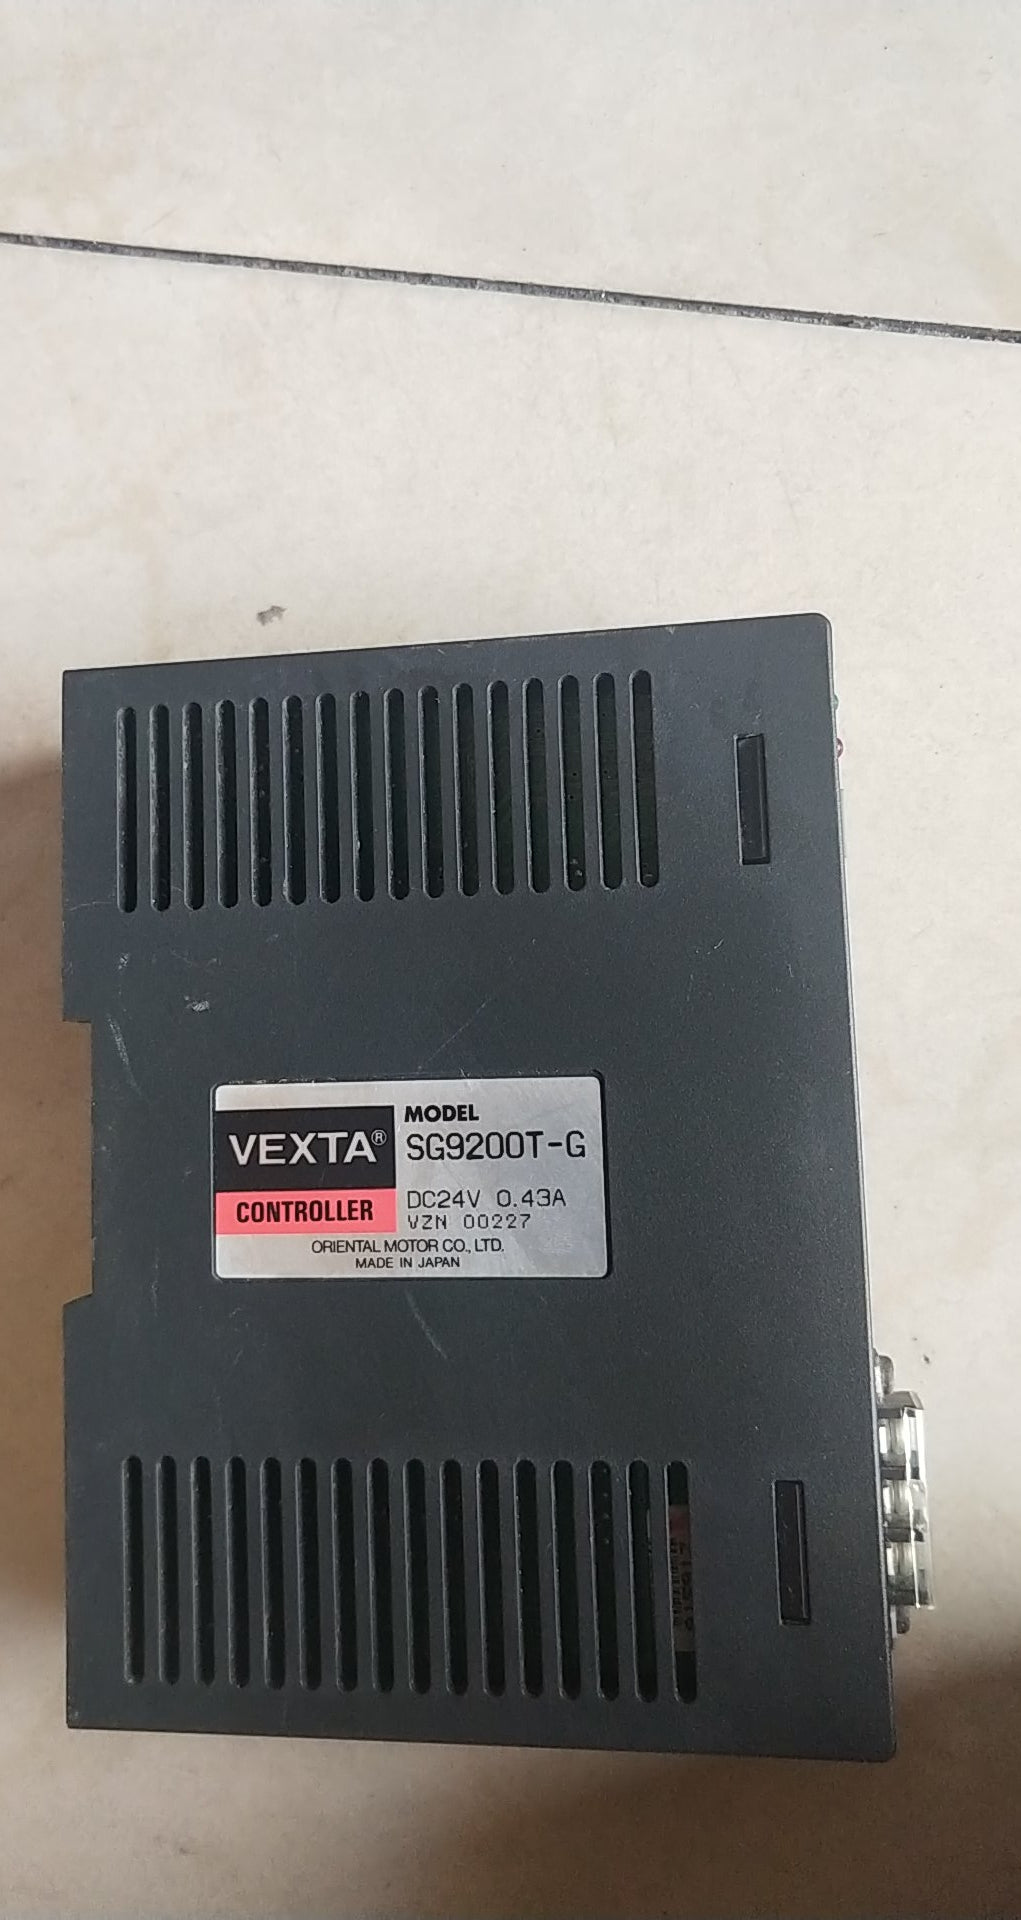 MODEL
VEXTA® SG9200T-G
CONTROLLER DC24V 0.43A
VZN 00227
ORIENTAL MOTOR CO., LTD.
MADE IN JAPAN